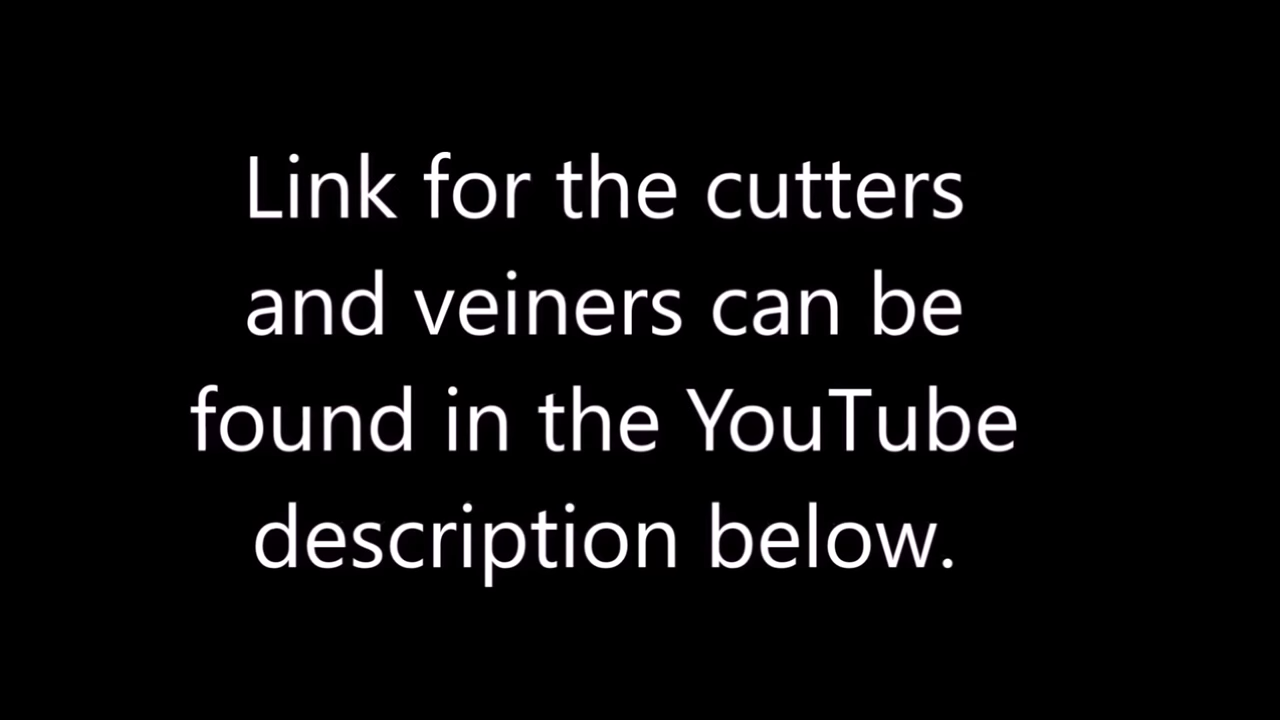 Link for the cutters
and veiners can be
found in the YouTube
description below.